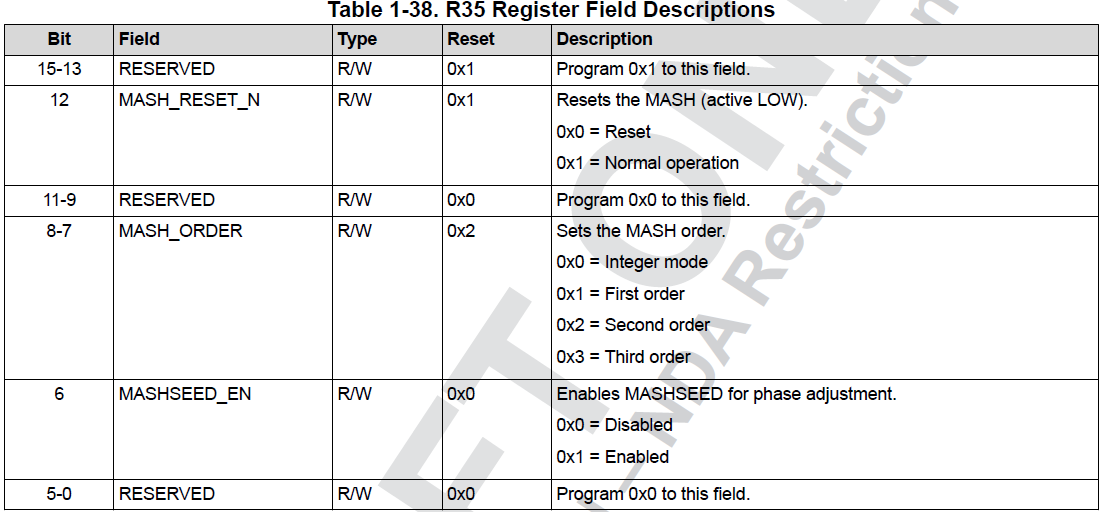 Table 1-38. R35 Register Field Descriptions
Bit Field Type Reset Description
15-13 RESERVED R/W 0x1 Program 0x1 to this field.
12 MASH_RESET_N R/W 0x1 Resets the MASH (active LOW).
0x0 = Reset
0x1 = Normal operation
11-9 RESERVED R/W 0x0 Program 0x0 to this field.
8-7 MASH_ORDER R/W 0x2 Sets the MASH order.
0x0 = Integer mode
0x1 = First order
0x2 = Second order
0x3 = Third order
6 MASHSEED_EN R/W 0x0 Enables MASHSEED for phase adjustment.
0x0 = Disabled
0x1 = Enabled
5-0 RESERVED R/W 0x0 Program 0x0 to this field.
NDA